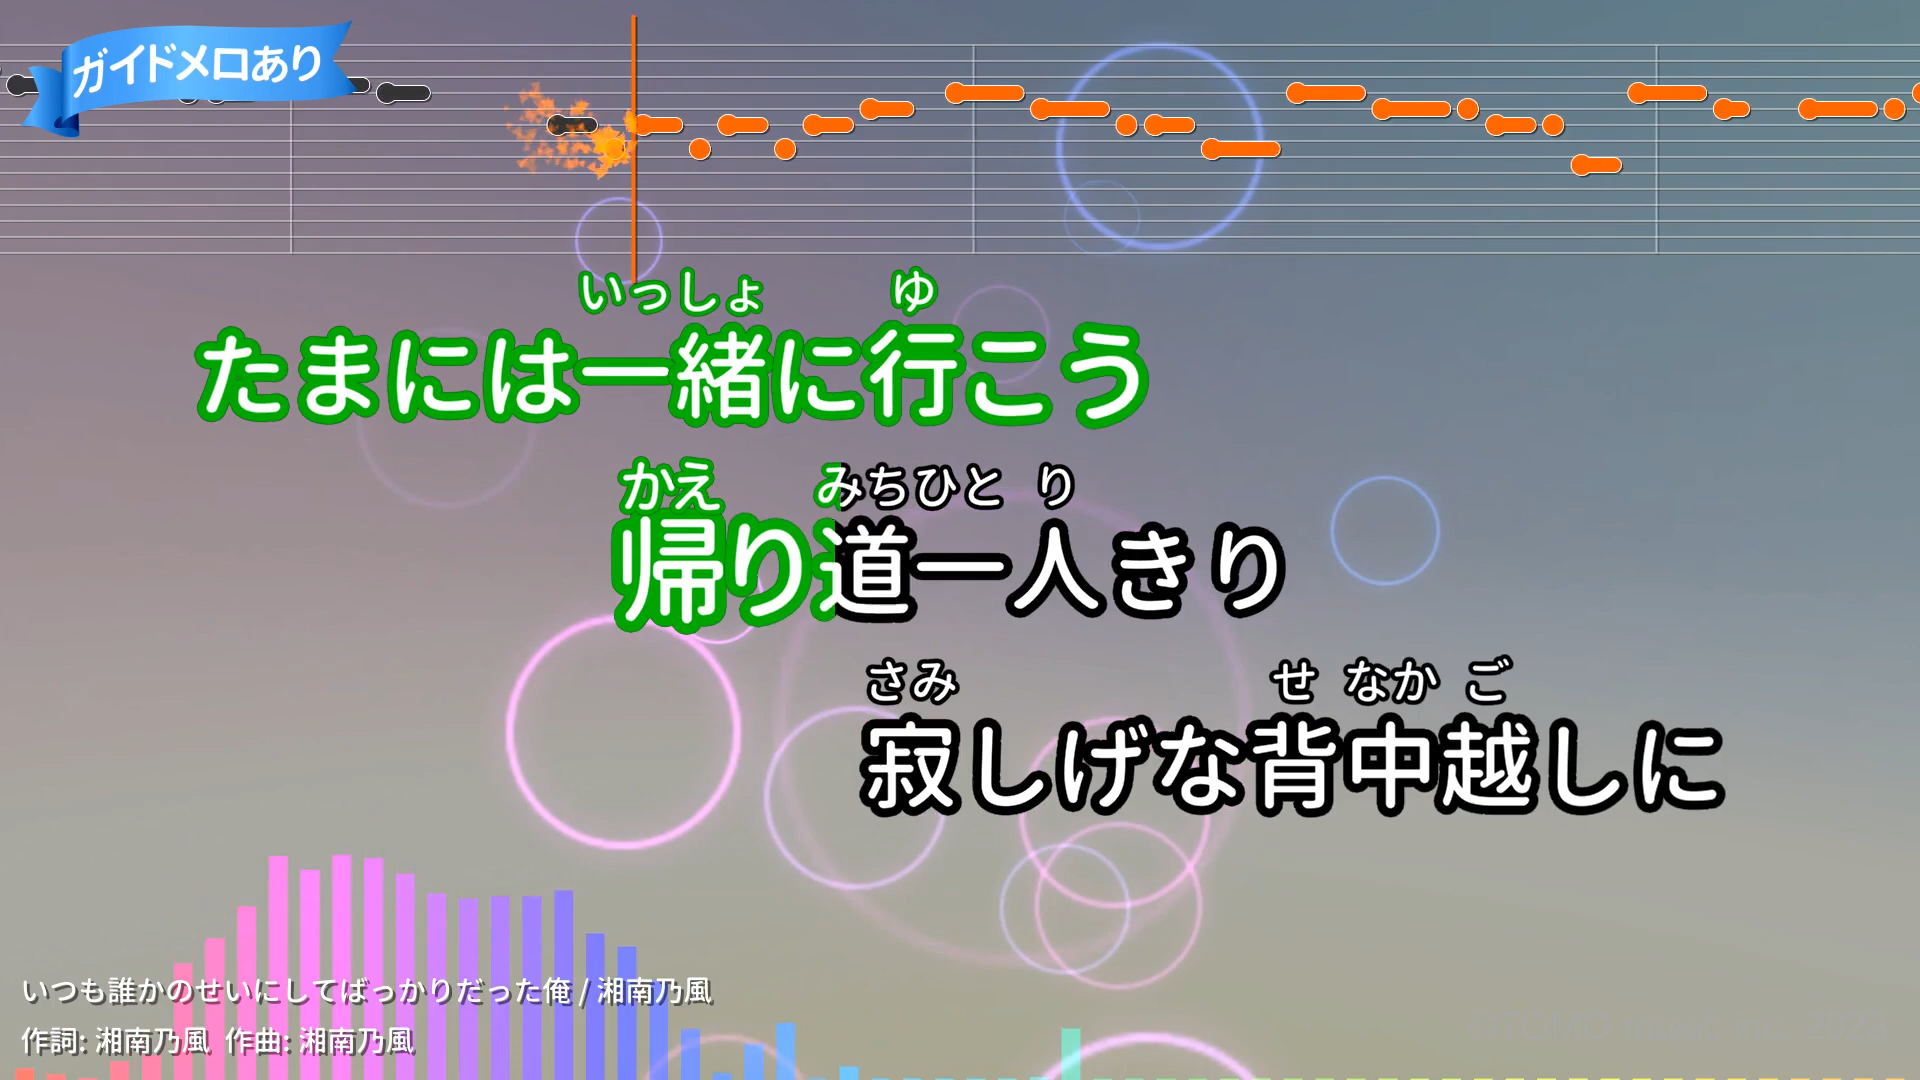 ガイドメロあり
いっしょ ゆ
たまには一緒に行こう
かえ みち ひと り
帰り道一人きり
さみ せ なか ご
寂しげな背中越しに
いつも誰かのせいにしてばっかりだった俺 / 湘南乃風
作詞: 湘南乃風 作曲: 湘南乃風